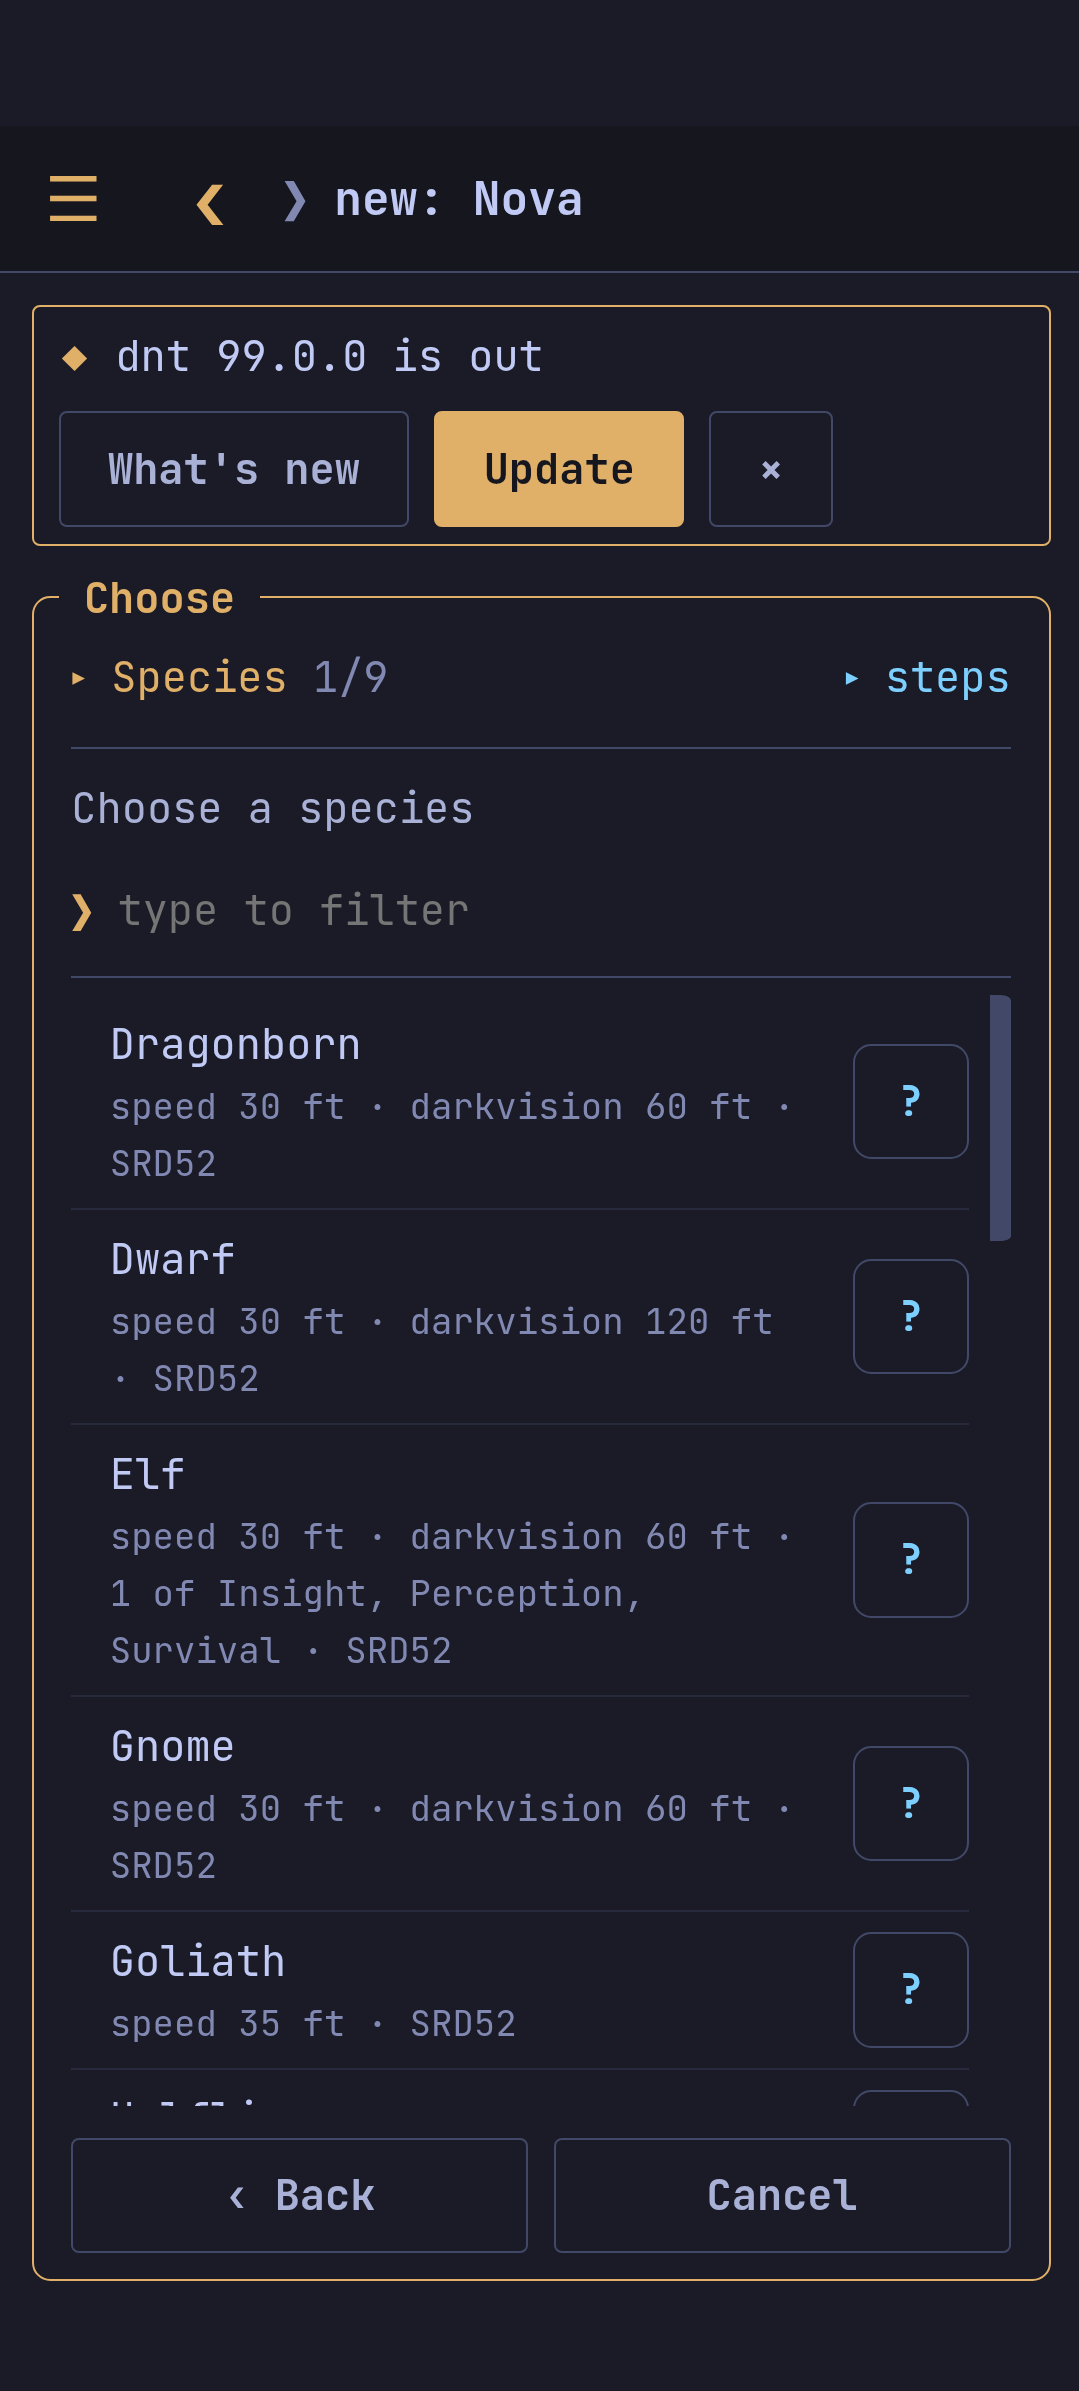 ☰ ❮ ❯ new: Nova
◆ dnt 99.0.0 is out
What's new Update ×
Choose
▸ Species 1/9 ▸ steps
Choose a species
❯ type to filter
Dragonborn
speed 30 ft · darkvision 60 ft ·
SRD52
?
Dwarf
speed 30 ft · darkvision 120 ft
· SRD52
?
Elf
speed 30 ft · darkvision 60 ft ·
1 of Insight, Perception,
Survival · SRD52
?
Gnome
speed 30 ft · darkvision 60 ft ·
SRD52
?
Goliath
speed 35 ft · SRD52
?
‹ Back Cancel